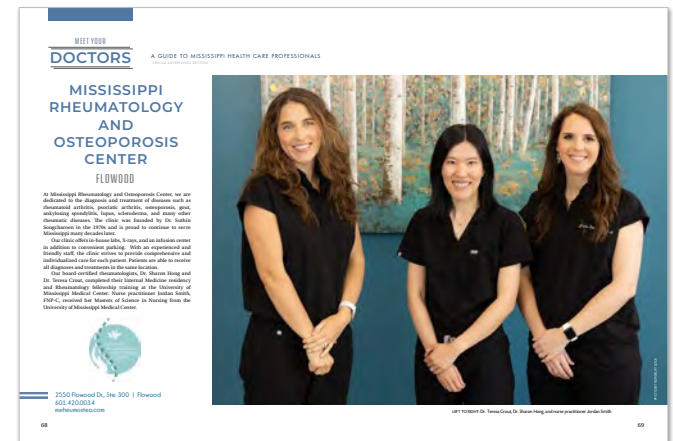 MEET YOUR
DOCTORS
A GUIDE TO MISSISSIPPI HEALTH CARE PROFESSIONALS
MISSISSIPPI
RHEUMATOLOGY
AND
OSTEOPOROSIS
CENTER
FLOWOOD
At Mississippi Rheumatology and Osteoporosis Center, we are
dedicated to the diagnosis and treatment of diseases such as
rheumatoid arthritis, psoriatic arthritis, osteoporosis, gout,
ankylosing spondylitis, lupus, scleroderma, and many other
rheumatic diseases. The clinic was founded by Dr. Suthin
Songcharoen in the 1970s and is proud to continue to serve
Mississippi many decades later.
Our clinic offers in-house labs, X-rays, and an infusion center
in addition to convenient parking. With an experienced and
friendly staff, the clinic strives to provide comprehensive and
individualized care for each patient. Patients are able to receive
all diagnoses and treatments in the same location.
Our board-certified rheumatologists, Dr. Sharon Hong and
Dr. Teresa Crout, completed their Internal Medicine residency
and Rheumatology fellowship training at the University of
Mississippi Medical Center. Nurse practitioner Jordan Smith,
FNP-C, received her Masters of Science in Nursing from the
University of Mississippi Medical Center.
2550 Flowood Dr., Ste. 300 | Flowood
601.420.0034
msrheumosteo.com
LEFT TO RIGHT: Dr. Teresa Crout, Dr. Sharon Hong, and nurse practitioner Jordan Smith
68
69